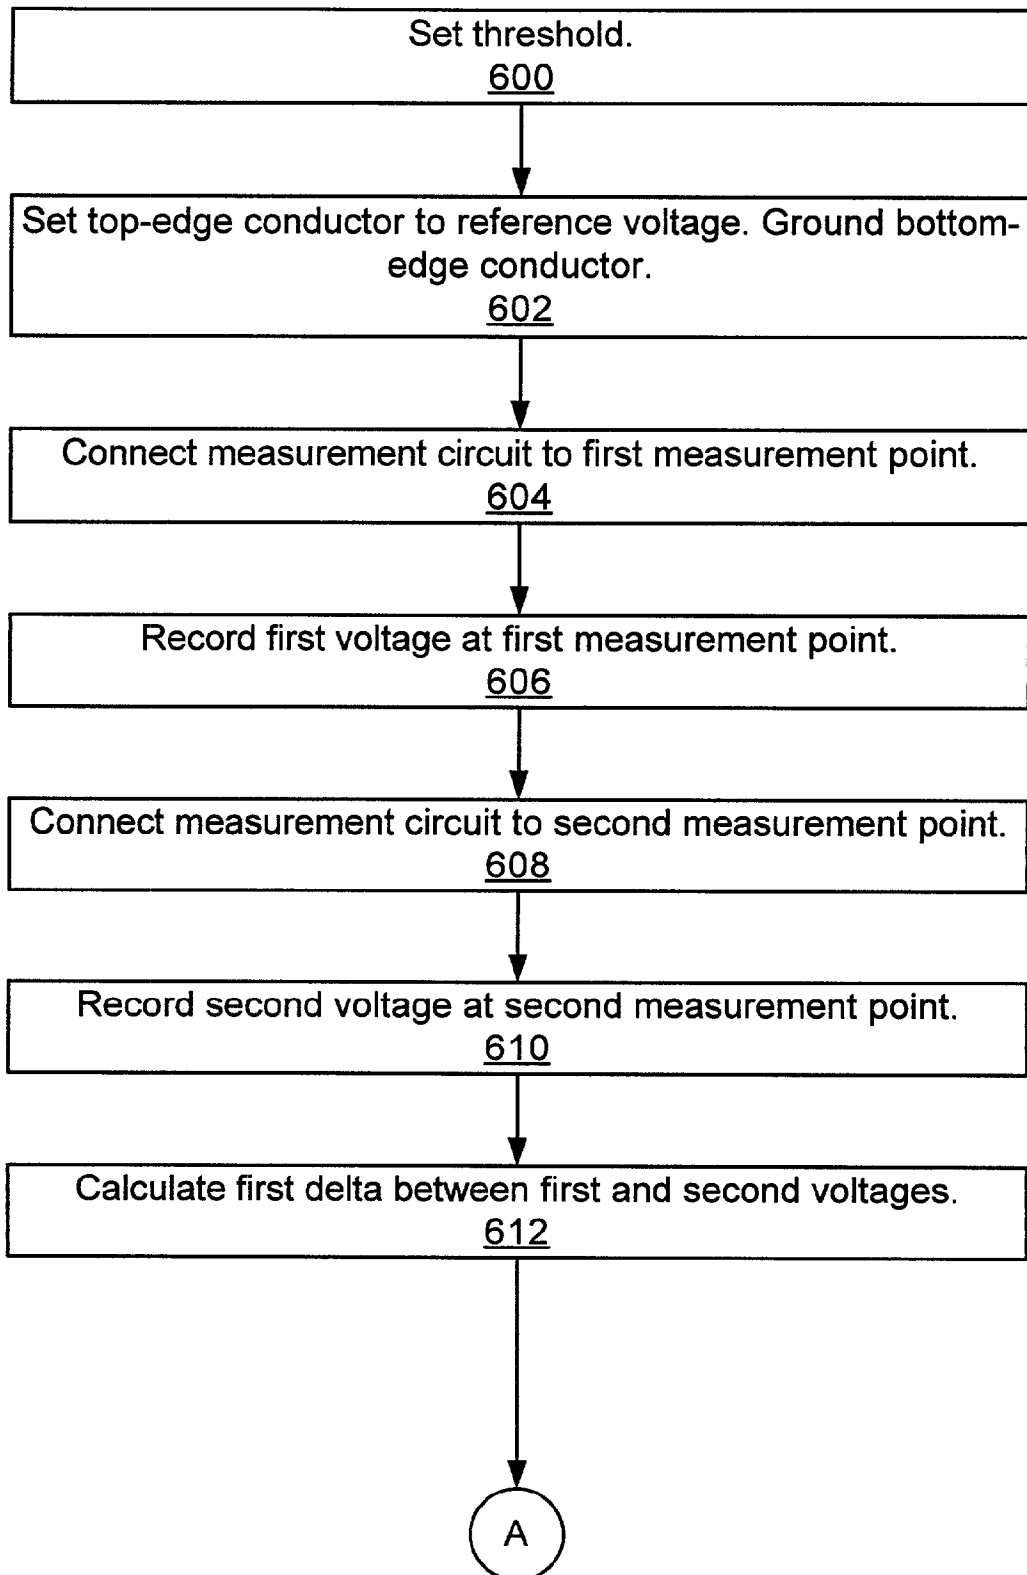 Set threshold.
600
Set top-edge conductor to reference voltage. Ground bottom-
edge conductor.
602
Connect measurement circuit to first measurement point.
604
Record first voltage at first measurement point.
606
Connect measurement circuit to second measurement point.
608
Record second voltage at second measurement point.
610
Calculate first delta between first and second voltages.
612
A